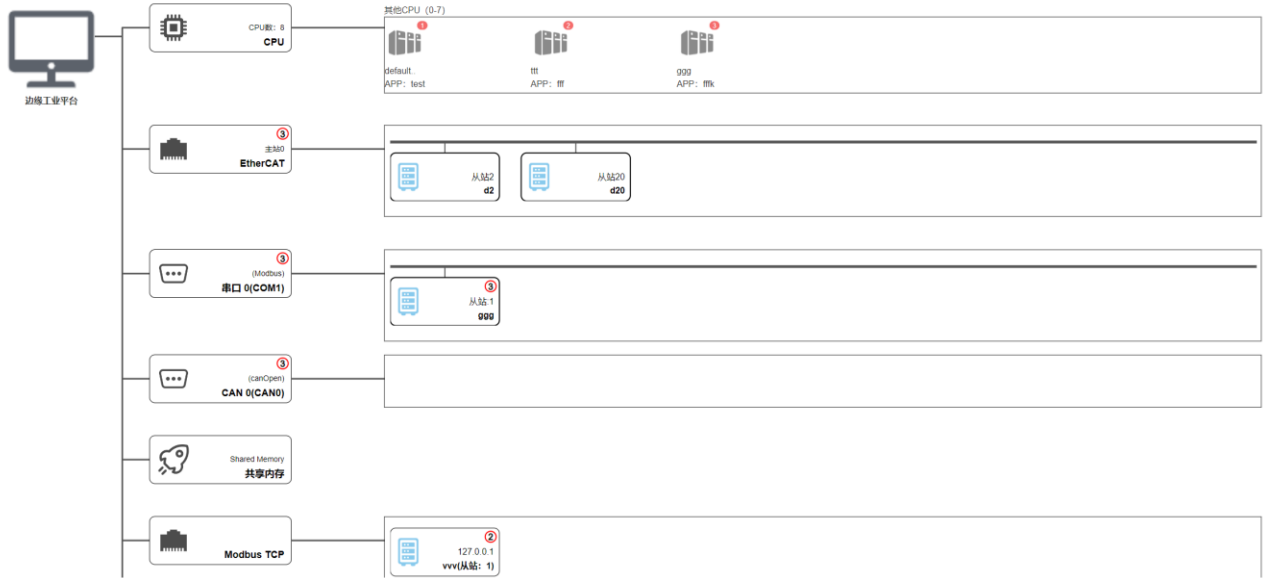 其他CPU (0-7)
CPU数: 8
CPU
1
2
3
default..
ttt
ggg
APP: test
APP: fff
APP: fffk
边缘工业平台
3
主站0
EtherCAT
从站2
d2
从站20
d20
3
(Modbus)
串口 0(COM1)
3
从站:1
ggg
3
(canOpen)
CAN 0(CAN0)
Shared Memory
共享内存
Modbus TCP
2
127.0.0.1
vvv(从站: 1)